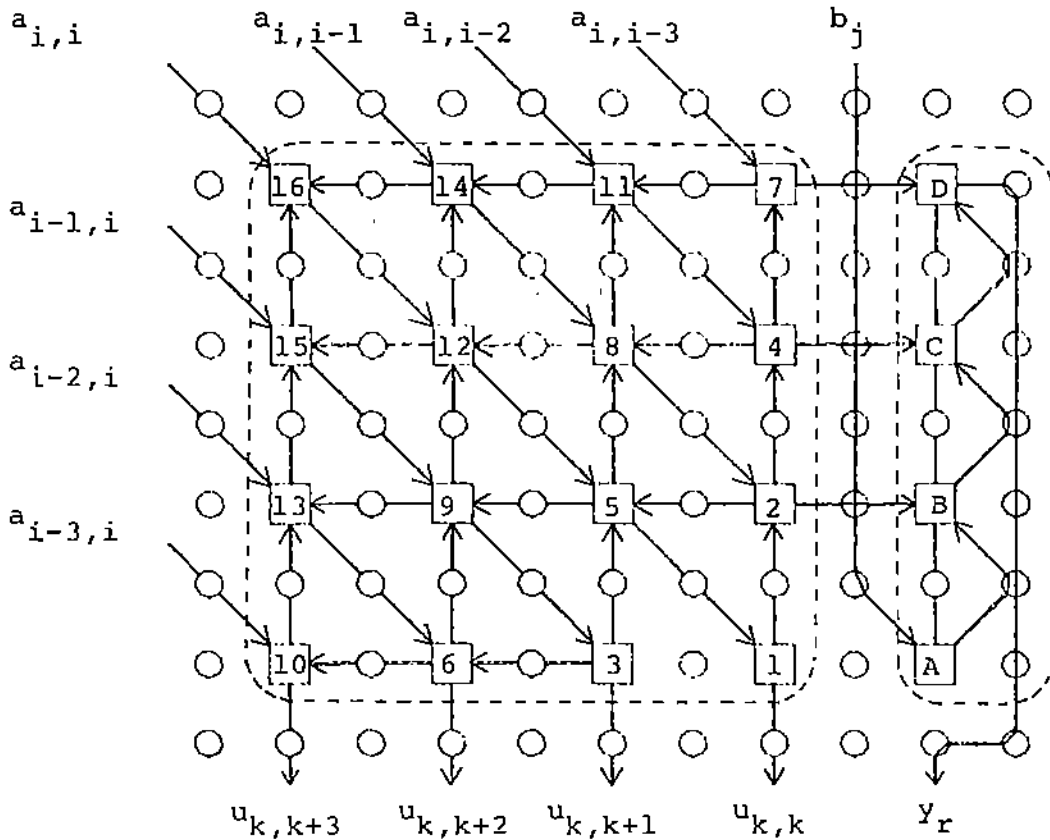 a_{i,i} a_{i,i-1} a_{i,i-2} a_{i,i-3} b_j
16 14 11 7 D
a_{i-1,i}
15 12 8 4 C
a_{i-2,i}
13 9 5 2 B
a_{i-3,i}
10 6 3 1 A
u_{k,k+3} u_{k,k+2} u_{k,k+1} u_{k,k} y_r